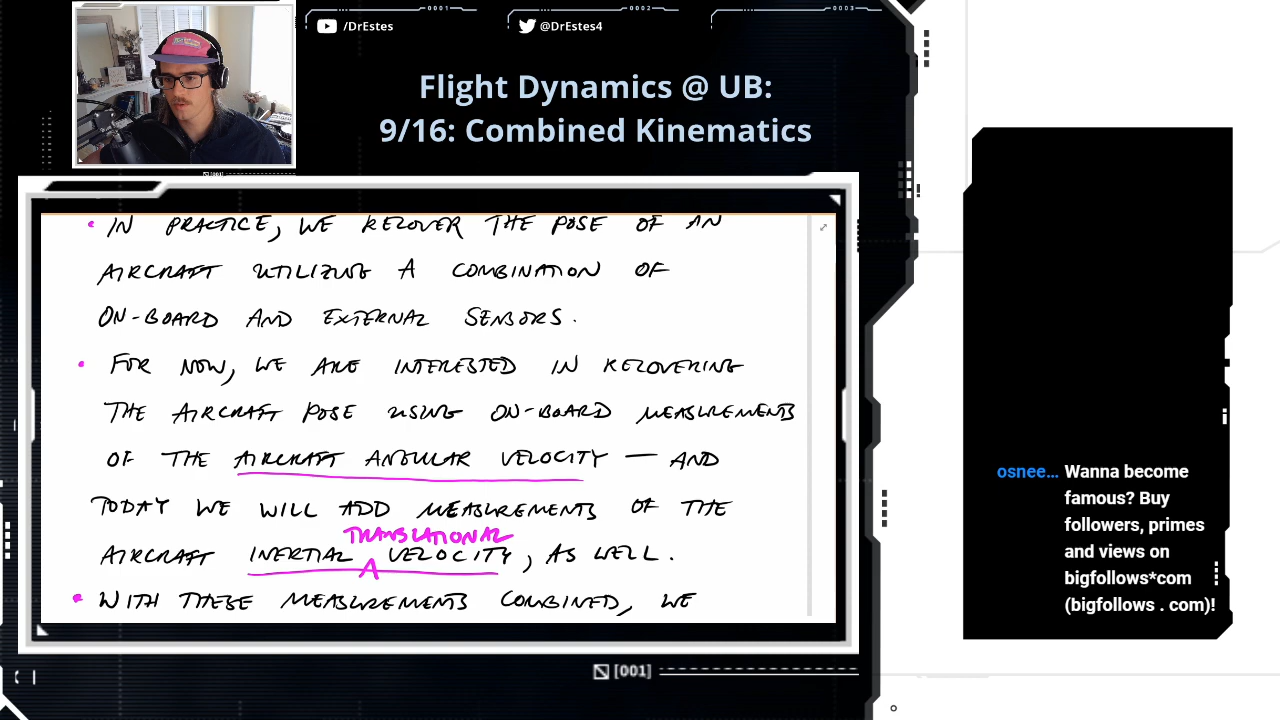 0001
0002
0003
/DrEstes
@DrEstes4
Flight Dynamics @ UB:
9/16: Combined Kinematics
[001]
• IN PRACTICE, WE RECOVER THE POSE OF AN
AIRCRAFT UTILIZING A COMBINATION OF
ON-BOARD AND EXTERNAL SENSORS.
• FOR NOW, WE ARE INTERESTED IN RECOVERING
THE AIRCRAFT POSE USING ON-BOARD MEASUREMENTS
OF THE AIRCRAFT ANGULAR VELOCITY — AND
TODAY WE WILL ADD MEASUREMENTS OF THE
TRANSLATIONAL
AIRCRAFT INERTIAL ^ VELOCITY, AS WELL.
• WITH THESE MEASUREMENTS COMBINED, WE
[001]
osnee... Wanna become
famous? Buy
followers, primes
and views on
bigfollows*com
(bigfollows . com)!